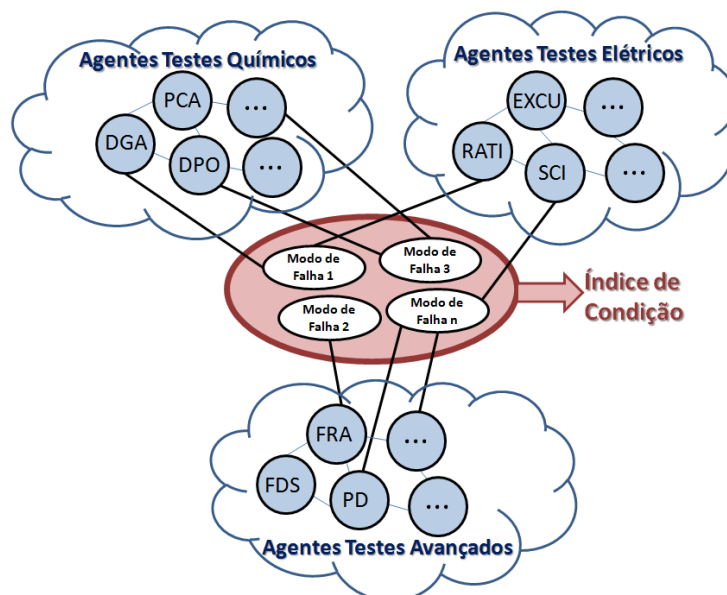 Agentes Testes Químicos
PCA
...
DGA
DPO
...
Agentes Testes Elétricos
EXCU
...
RATI
SCI
...
Modo de
Falha 1
Modo de
Falha 3
Modo de
Falha 2
Modo de
Falha n
Índice de
Condição
FRA
...
FDS
PD
...
Agentes Testes Avançados